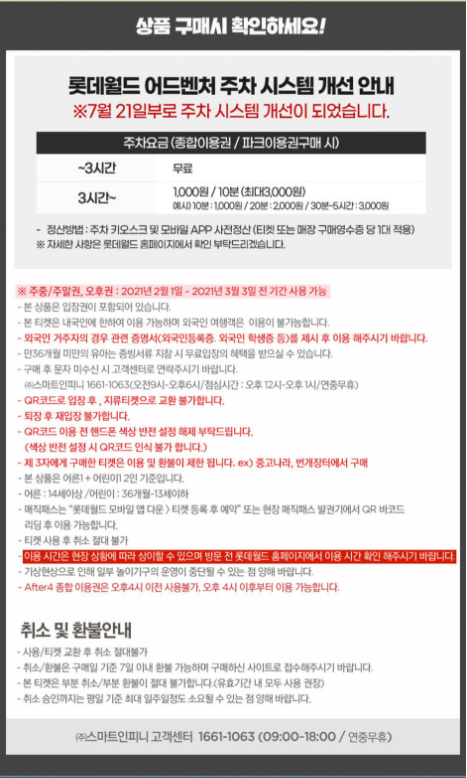 상품 구매시 확인하세요!
롯데월드 어드벤처 주차 시스템 개선 안내
※7월 21일부로 주차 시스템 개선이 되었습니다.
주차요금 (종합이용권 / 파크이용권구매 시)
~3시간 무료
3시간~ 1,000원 / 10분 (최대3,000원)
예시) 10분 : 1,000원 / 20분 : 2,000원 / 30분~5시간 : 3,000원
- 정산방법 : 주차 키오스크 및 모바일 APP 사전정산 (티켓 또는 매장 구매영수증 당 1대 적용)
※ 자세한 사항은 롯데월드 홈페이지에서 확인 부탁드리겠습니다.
※ 주중/주말권, 오후권 : 2021년 2월 1일 ~ 2021년 3월 3일 전 기간 사용 가능
- 본 상품은 입장권이 포함되어 있습니다.
- 본 티켓은 내국인에 한하여 이용 가능하며 외국인 여행객은 이용이 불가능합니다.
- 외국인 거주자의 경우 관련 증명서(외국인등록증. 외국인 학생증 등)를 제시 후 이용 해주시기 바랍니다.
- 만36개월 미만의 유아는 증빙서류 지참 시 무료입장의 혜택을 받으실 수 있습니다.
- 구매 후 문자 미수신 시 고객센터로 연락주시기 바랍니다.
㈜스마트인피니 1661-1063(오전9시~오후6시/점심시간 : 오후 12시~오후 1시/연중무휴)
- QR코드로 입장 후 , 지류티켓으로 교환 불가합니다.
- 퇴장 후 재입장 불가합니다.
- QR코드 이용 전 핸드폰 색상 반전 설정 해제 부탁드립니다.
(색상 반전 설정 시 QR코드 인식 불가 합니다.)
- 제 3자에게 구매한 티켓은 이용 및 환불이 제한 됩니다. ex) 중고나라, 번개장터에서 구매
- 본 상품은 어른1 + 어린이1 2인 기준입니다.
- 어른 : 14세이상 /어린이 : 36개월~13세이하
- 매직패스는 "롯데월드 모바일 앱 다운 > 티켓 등록 후 예약" 또는 현장 매직패스 발권기에서 QR 바코드
리딩 후 이용 가능합니다.
- 티켓 사용 후 취소 절대 불가
- 이용 시간은 현장 상황에 따라 상이할 수 있으며 방문 전 롯데월드 홈페이지에서 이용 시간 확인 해주시기 바랍니다.
- 기상현상으로 인해 일부 놀이기구의 운영이 중단될 수 있는 점 양해 바랍니다.
- After4 종합 이용권은 오후4시 이전 사용불가, 오후 4시 이후부터 이용 가능합니다.
취소 및 환불안내
- 사용/티켓 교환 후 취소 절대불가
- 취소/환불은 구매일 기준 7일 이내 환불 가능하며 구매하신 사이트로 접수해주시기 바랍니다.
- 본 티켓은 부분 취소/부분 환불이 절대 불가합니다.(유효기간 내 모두 사용 권장)
- 취소 승인까지는 평일 기준 최대 일주일정도 소요될 수 있는 점 양해 바랍니다.
㈜스마트인피니 고객센터 1661-1063 (09:00-18:00 / 연중무휴)